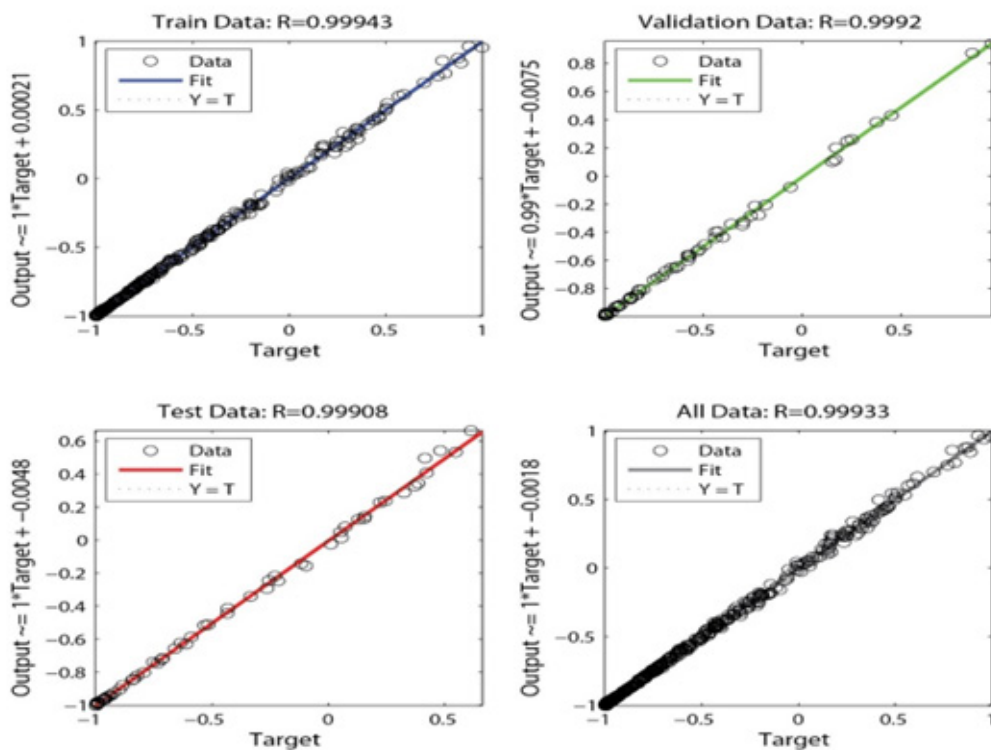 Train Data: R=0.99943
Output ~= 1*Target + 0.00021
1
0.5
0
−0.5
−1
Data
Fit
Y = T
−1 −0.5 0 0.5 1
Target
Validation Data: R=0.9992
Output ~= 0.99*Target + −0.0075
0.8
0.6
0.4
0.2
0
−0.2
−0.4
−0.6
−0.8
Data
Fit
Y = T
−0.5 0 0.5
Target
Test Data: R=0.99908
Output ~= 1*Target + −0.0048
0.6
0.4
0.2
0
−0.2
−0.4
−0.6
−0.8
−1
Data
Fit
Y = T
−1 −0.5 0 0.5
Target
All Data: R=0.99933
Output ~= 1*Target + −0.0018
1
0.5
0
−0.5
−1
Data
Fit
Y = T
−1 −0.5 0 0.5 1
Target